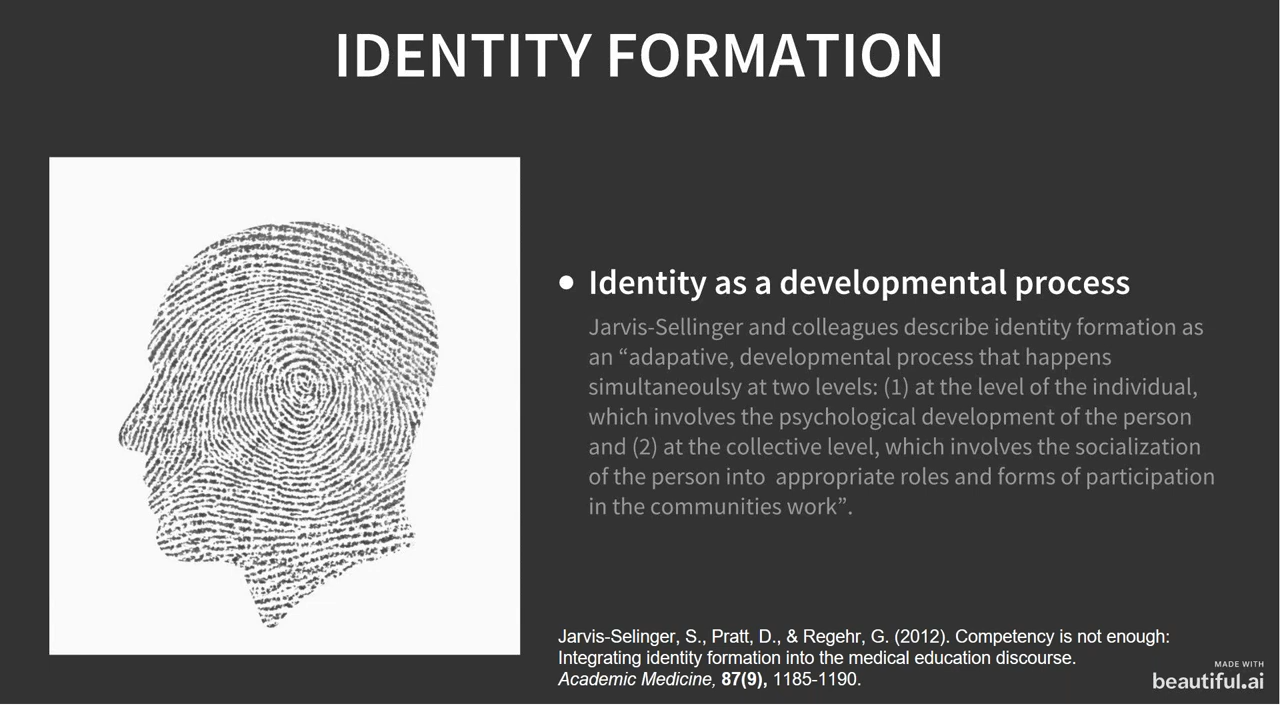 IDENTITY FORMATION
● Identity as a developmental process
Jarvis-Sellinger and colleagues describe identity formation as
an “adapative, developmental process that happens
simultaneoulsy at two levels: (1) at the level of the individual,
which involves the psychological development of the person
and (2) at the collective level, which involves the socialization
of the person into  appropriate roles and forms of participation
in the communities work”.
Jarvis-Selinger, S., Pratt, D., & Regehr, G. (2012). Competency is not enough:
Integrating identity formation into the medical education discourse.
Academic Medicine, 87(9), 1185-1190.
MADE WITH
beautiful.ai